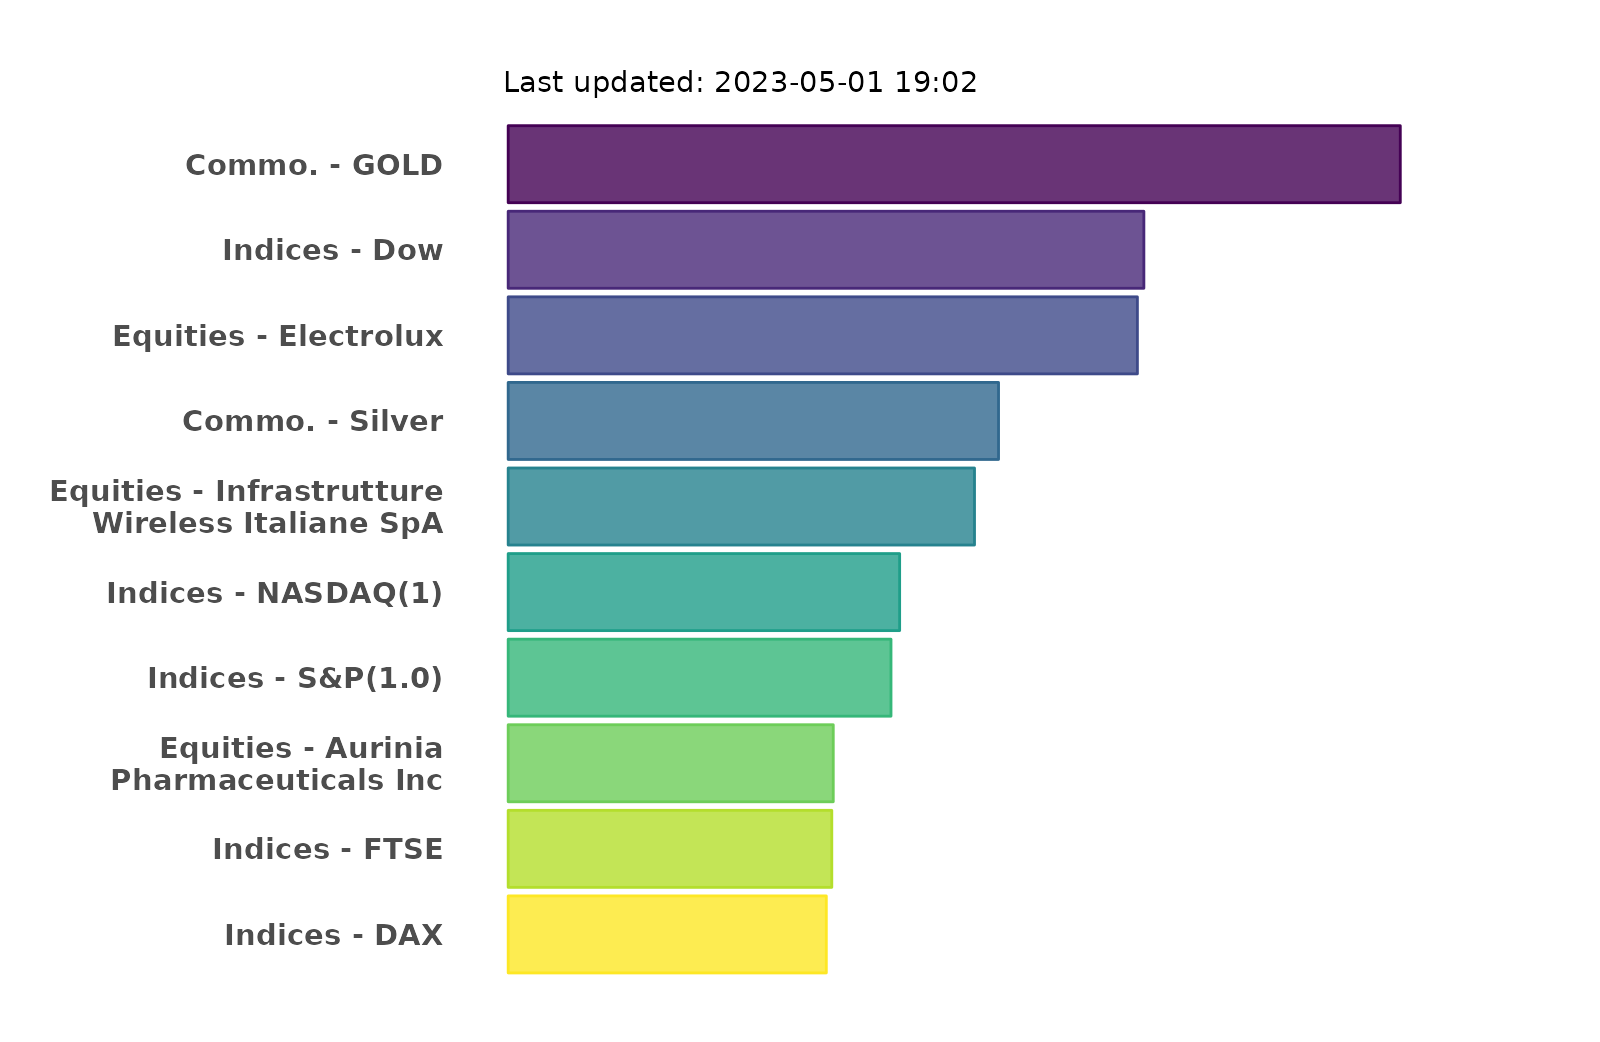 Last updated: 2023-05-01 19:02
Commo. - GOLD
Indices - Dow
Equities - Electrolux
Commo. - Silver
Equities - Infrastrutture
Wireless Italiane SpA
Indices - NASDAQ(1)
Indices - S&P(1.0)
Equities - Aurinia
Pharmaceuticals Inc
Indices - FTSE
Indices - DAX